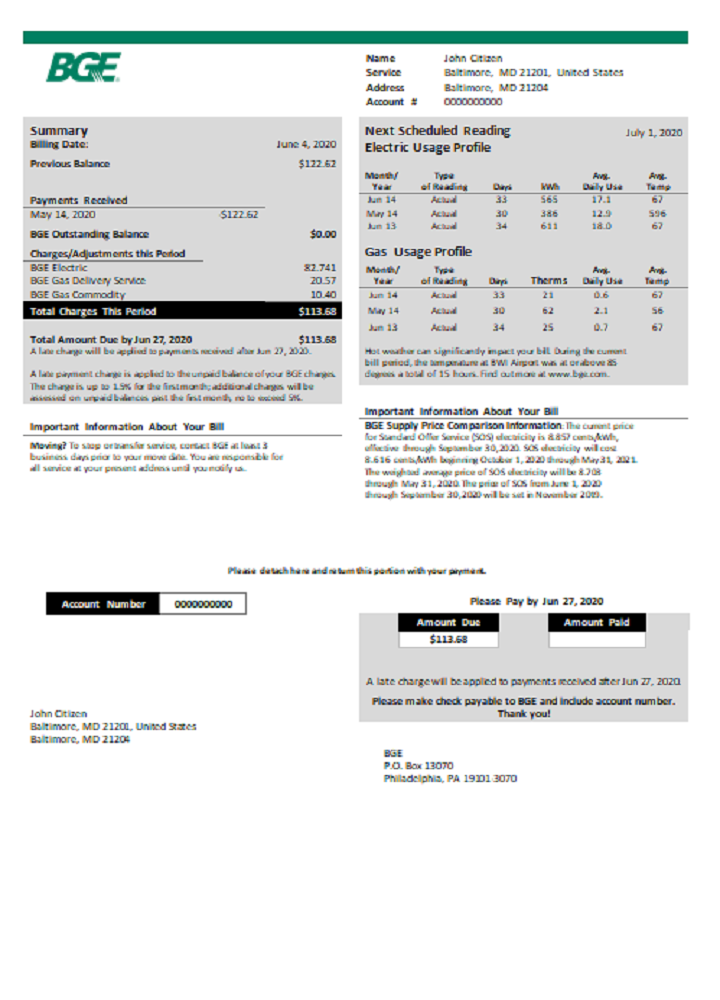 BGE
Name John Citizen
Service Baltimore, MD 21201, United States
Address Baltimore, MD 21204
Account # 0000000000
Summary
Billing Date: June 4, 2020
Previous Balance $122.62
Payments Received
May 14, 2020 -$122.62
BGE Outstanding Balance $0.00
Charges/Adjustments this Period
BGE Electric 82.741
BGE Gas Delivery Service 20.57
BGE Gas Commodity 10.40
Total Charges This Period $113.68
Total Amount Due by Jun 27, 2020 $113.68
A late charge will be applied to payments received after Jun 27, 2020.
A late payment charge is applied to the unpaid balance of your BGE charges.
The charge is up to 1.5% for the first month; additional charges will be
assessed on unpaid balances past the first month, no to exceed 5%.
Important Information About Your Bill
Moving? To stop or transfer service, contact BGE at least 3
business days prior to your move date. You are responsible for
all service at your present address until you notify us.
Next Scheduled Reading July 1, 2020
Electric Usage Profile
Month/ Type Avg. Avg.
Year of Reading Days kWh Daily Use Temp
Jun 14 Actual 33 565 17.1 67
May 14 Actual 30 386 12.9 596
Jun 13 Actual 34 611 18.0 67
Gas Usage Profile
Month/ Type Avg. Avg.
Year of Reading Days Therms Daily Use Temp
Jun 14 Actual 33 21 0.6 67
May 14 Actual 30 62 2.1 56
Jun 13 Actual 34 25 0.7 67
Hot weather can significantly impact your bill. During the current
bill period, the temperature at BWI Airport was at or above 85
degrees a total of 15 hours. Find out more at www.bge.com.
Important Information About Your Bill
BGE Supply Price Comparison Information: The current price
for Standard Offer Service (SOS) electricity is 8.857 cents/kWh,
effective through September 30, 2020. SOS electricity will cost
8.616 cents/kWh beginning October 1, 2020 through May 31, 2021.
The weighted average price of SOS electricity will be 8.708
through May 31, 2020. The price of SOS from June 1, 2020
through September 30, 2020 will be set in November 2019.
Please detach here and return this portion with your payment.
Account Number 0000000000
Please Pay by Jun 27, 2020
Amount Due Amount Paid
$113.68
A late charge will be applied to payments received after Jun 27, 2020.
Please make check payable to BGE and include account number.
Thank you!
John Citizen
Baltimore, MD 21201, United States
Baltimore, MD 21204
BGE
P.O. Box 13070
Philadelphia, PA 19101 3070